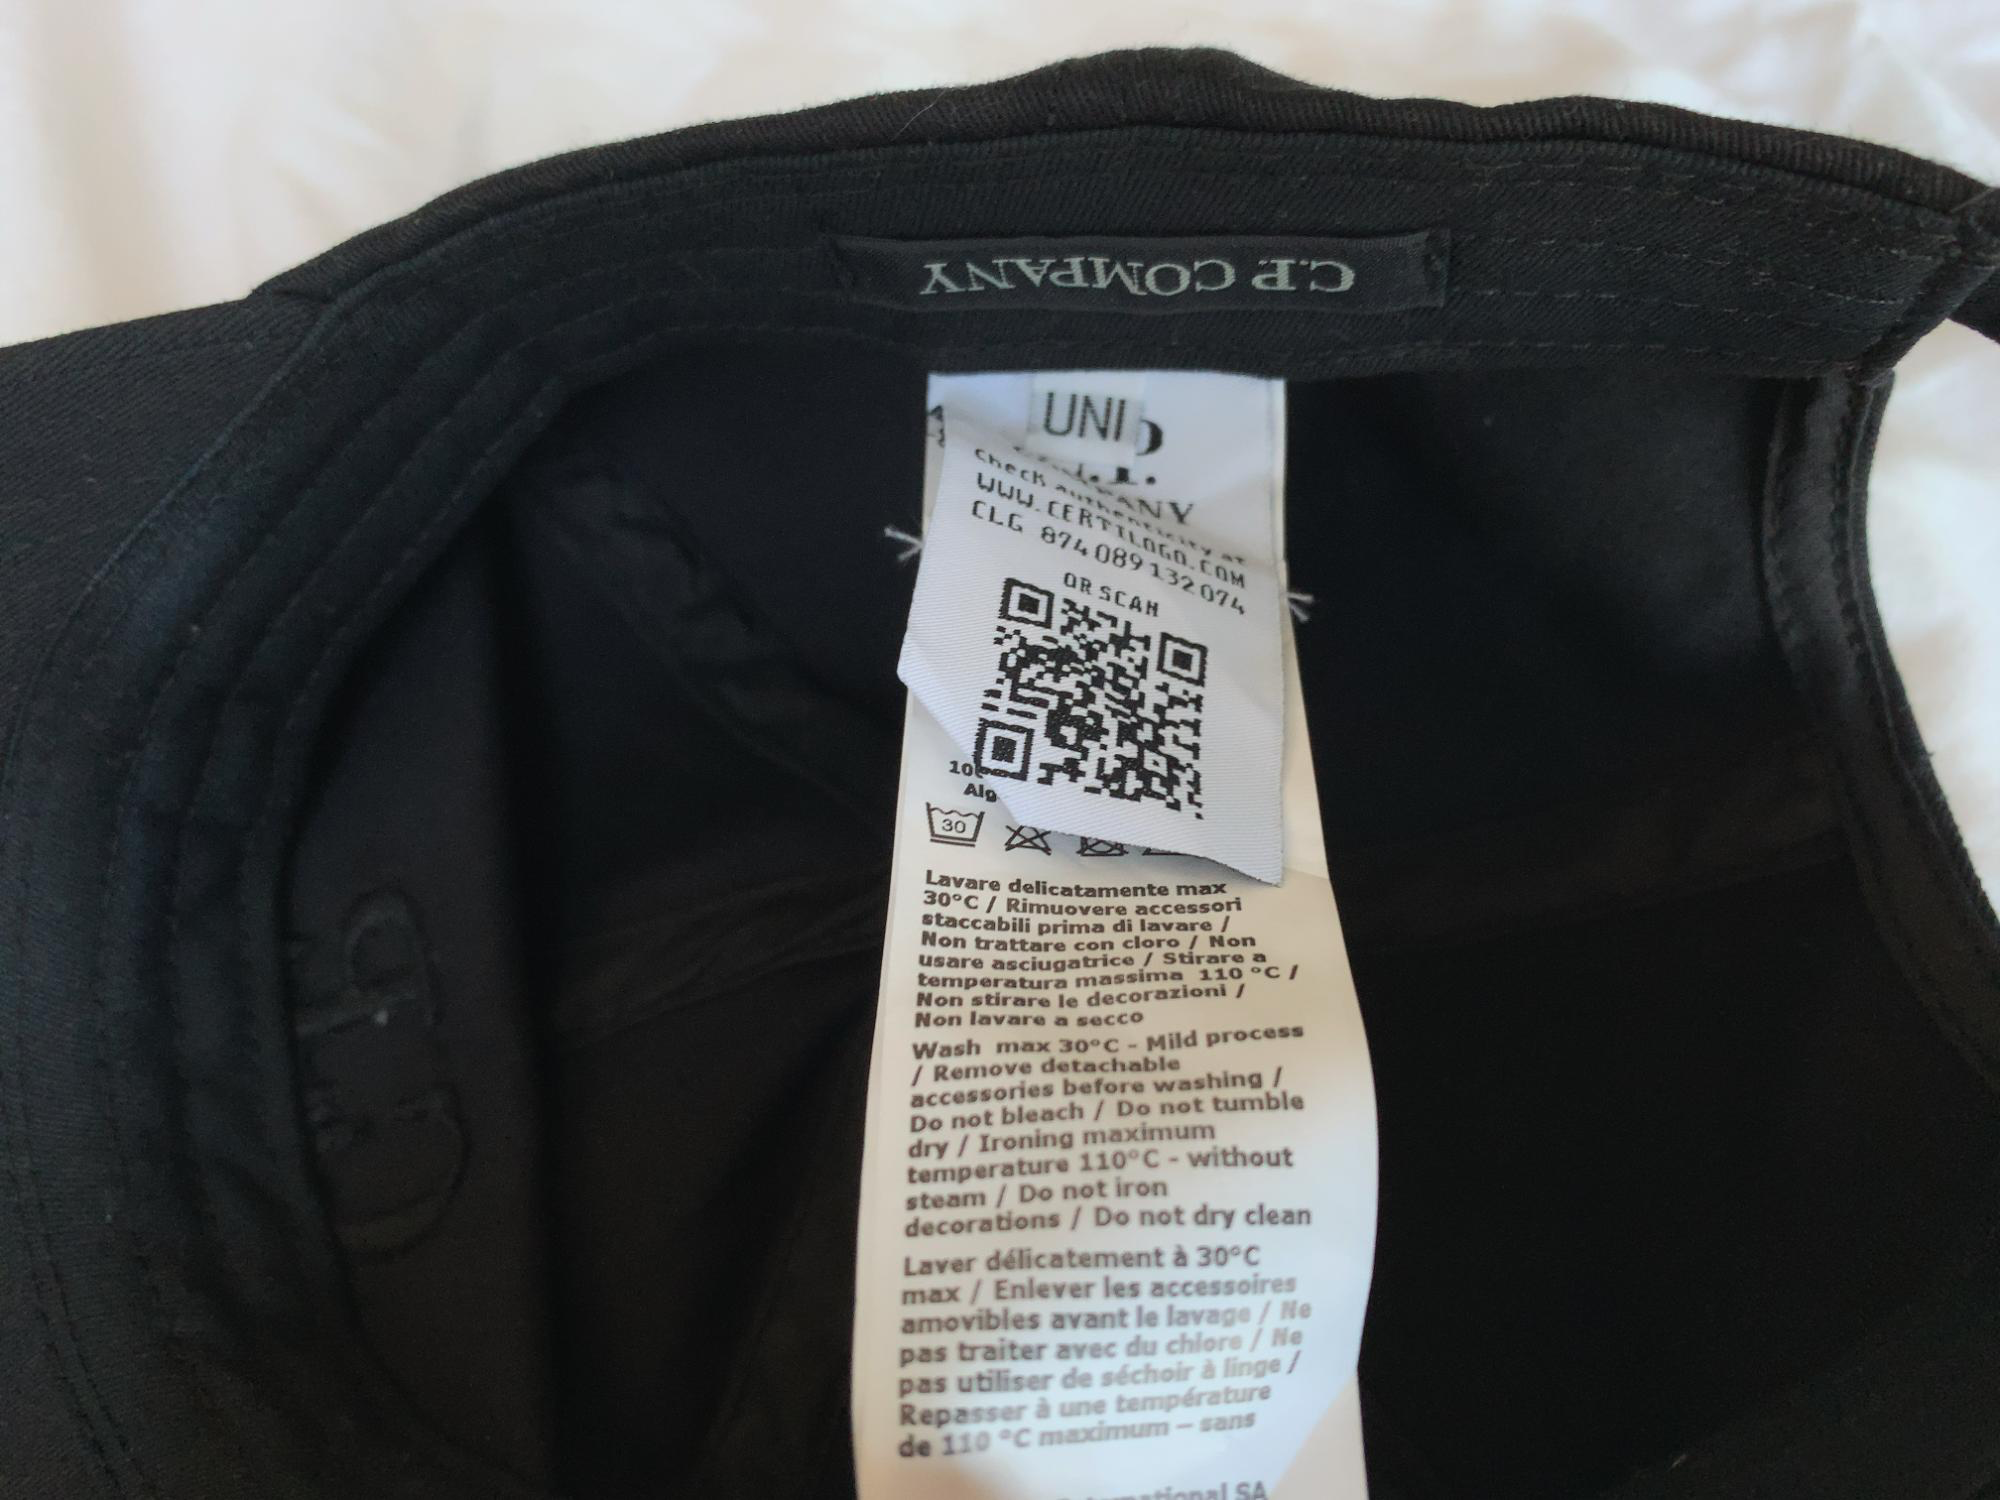 C.P. COMPANY
UNI
Check authenticity at
WWW.CERTILOGO.COM
CLG 874089132074
OR SCAN
30
Lavare delicatamente max
30°C / Rimuovere accessori
staccabili prima di lavare /
Non trattare con cloro / Non
usare asciugatrice / Stirare a
temperatura massima 110 °C /
Non stirare le decorazioni /
Non lavare a secco
Wash max 30°C - Mild process
/ Remove detachable
accessories before washing /
Do not bleach / Do not tumble
dry / Ironing maximum
temperature 110°C - without
steam / Do not iron
decorations / Do not dry clean
Laver délicatement à 30°C
max / Enlever les accessoires
amovibles avant le lavage / Ne
pas traiter avec du chlore / Ne
pas utiliser de séchoir à linge /
Repasser à une température
de 110 °C maximum – sans
SA